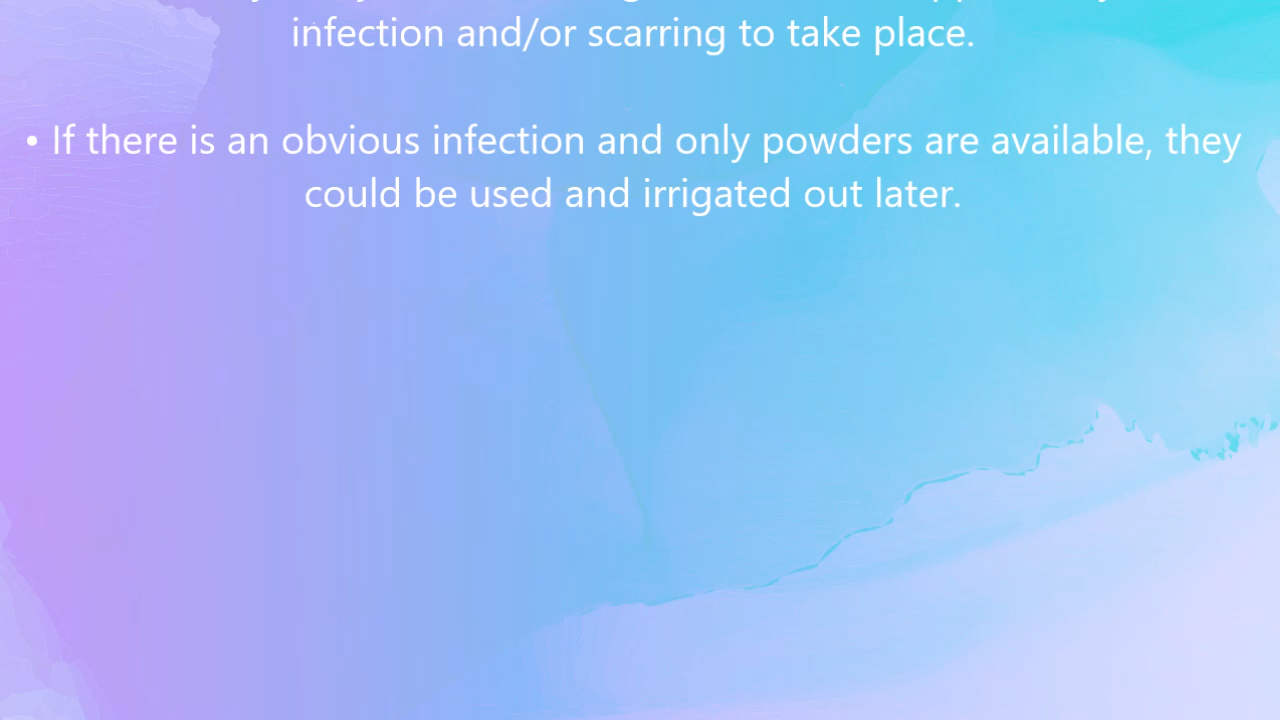 infection and/or scarring to take place.
• If there is an obvious infection and only powders are available, they
could be used and irrigated out later.